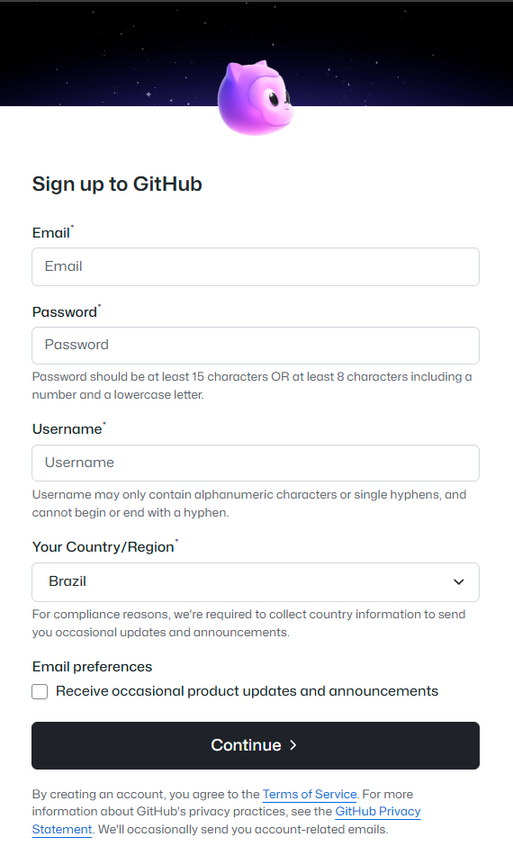 Sign up to GitHub
Email*
Email
Password*
Password
Password should be at least 15 characters OR at least 8 characters including a
number and a lowercase letter.
Username*
Username
Username may only contain alphanumeric characters or single hyphens, and
cannot begin or end with a hyphen.
Your Country/Region*
Brazil
For compliance reasons, we're required to collect country information to send
you occasional updates and announcements.
Email preferences
Receive occasional product updates and announcements
Continue
By creating an account, you agree to the Terms of Service. For more
information about GitHub's privacy practices, see the GitHub Privacy
Statement. We'll occasionally send you account-related emails.